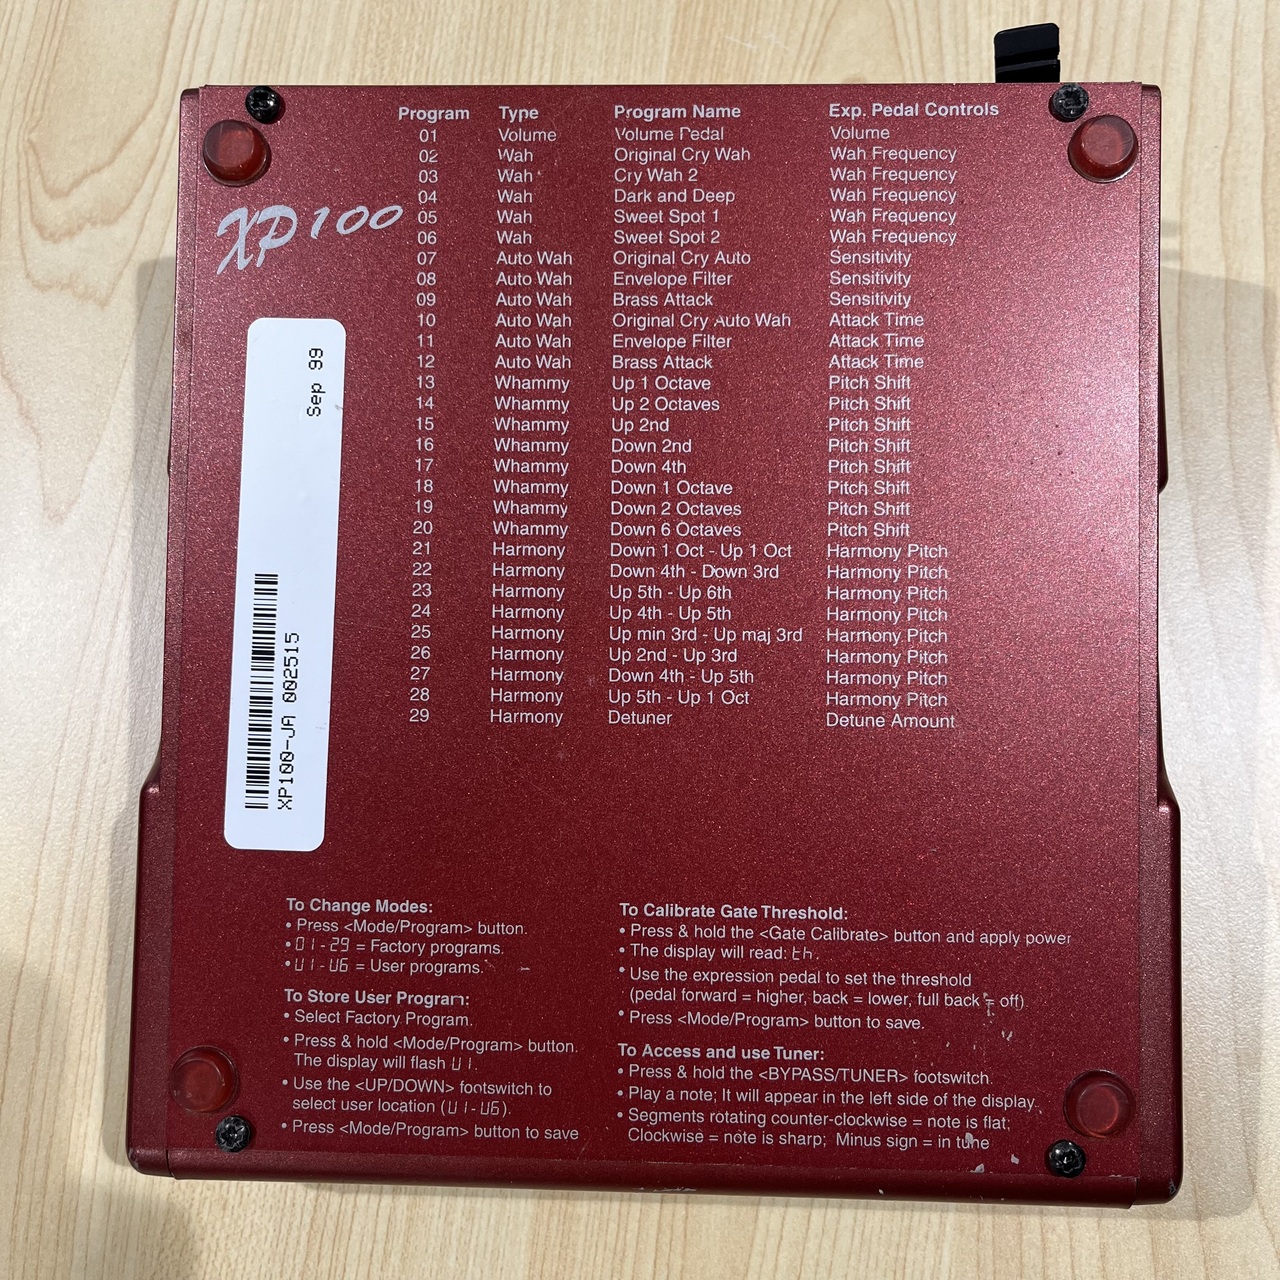 Program Type Program Name Exp. Pedal Controls
01 Volume Volume Pedal Volume
02 Wah Original Cry Wah Wah Frequency
03 Wah Cry Wah 2 Wah Frequency
04 Wah Dark and Deep Wah Frequency
05 Wah Sweet Spot 1 Wah Frequency
06 Wah Sweet Spot 2 Wah Frequency
07 Auto Wah Original Cry Auto Sensitivity
08 Auto Wah Envelope Filter Sensitivity
09 Auto Wah Brass Attack Sensitivity
10 Auto Wah Original Cry Auto Wah Attack Time
11 Auto Wah Envelope Filter Attack Time
12 Auto Wah Brass Attack Attack Time
13 Whammy Up 1 Octave Pitch Shift
14 Whammy Up 2 Octaves Pitch Shift
15 Whammy Up 2nd Pitch Shift
16 Whammy Down 2nd Pitch Shift
17 Whammy Down 4th Pitch Shift
18 Whammy Down 1 Octave Pitch Shift
19 Whammy Down 2 Octaves Pitch Shift
20 Whammy Down 6 Octaves Pitch Shift
21 Harmony Down 1 Oct - Up 1 Oct Harmony Pitch
22 Harmony Down 4th - Down 3rd Harmony Pitch
23 Harmony Up 5th - Up 6th Harmony Pitch
24 Harmony Up 4th - Up 5th Harmony Pitch
25 Harmony Up min 3rd - Up maj 3rd Harmony Pitch
26 Harmony Up 2nd - Up 3rd Harmony Pitch
27 Harmony Down 4th - Up 5th Harmony Pitch
28 Harmony Up 5th - Up 1 Oct Harmony Pitch
29 Harmony Detuner Detune Amount
XP100
Sep 99
XP100-JA 002515
To Change Modes:
• Press <Mode/Program> button.
• 01-29 = Factory programs.
• U1-U6 = User programs.
To Store User Program:
• Select Factory Program.
• Press & hold <Mode/Program> button.
The display will flash U1.
• Use the <UP/DOWN> footswitch to
select user location (U1-U6).
• Press <Mode/Program> button to save
To Calibrate Gate Threshold:
• Press & hold the <Gate Calibrate> button and apply power
• The display will read: th.
• Use the expression pedal to set the threshold
(pedal forward = higher, back = lower, full back = off).
• Press <Mode/Program> button to save.
To Access and use Tuner:
• Press & hold the <BYPASS/TUNER> footswitch.
• Play a note; It will appear in the left side of the display.
• Segments rotating counter-clockwise = note is flat;
Clockwise = note is sharp; Minus sign = in tune